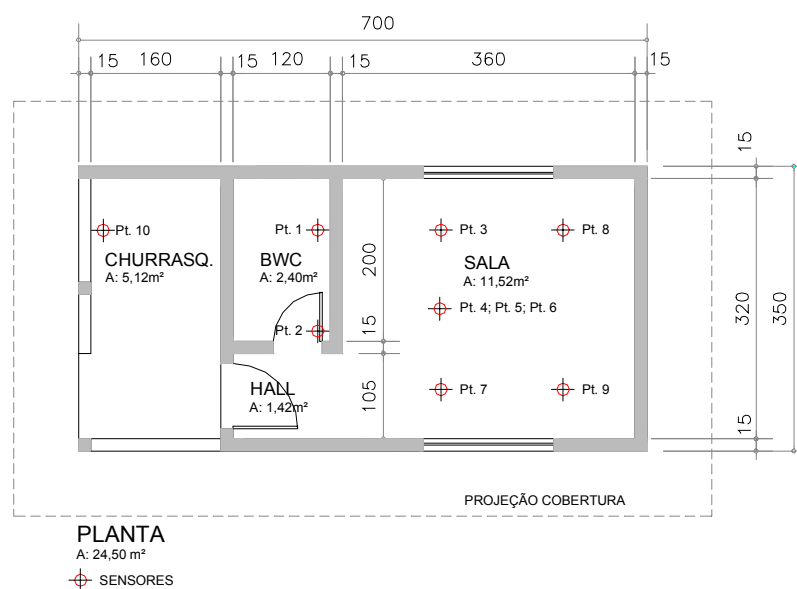 700
15 160 15 120 15 360 15
15
Pt. 10 Pt. 1 Pt. 3 Pt. 8
CHURRASQ.
A: 5,12m²
BWC
A: 2,40m²
200
SALA
A: 11,52m²
Pt. 4; Pt. 5; Pt. 6
320
350
Pt. 2
15
HALL
A: 1,42m²
105
Pt. 7 Pt. 9
15
PROJEÇÃO COBERTURA
PLANTA
A: 24,50 m²
SENSORES